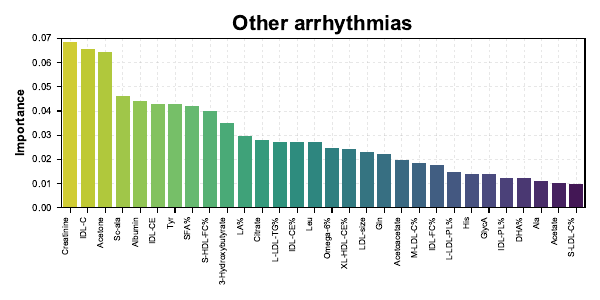 Other arrhythmias
Importance
0.07
0.06
0.05
0.04
0.03
0.02
0.01
0.00
Creatinine
IDL-C
Acetone
Sc-ala
Albumin
IDL-CE
Tyr
SFA%
S-HDL-FC%
3-Hydroxybutyrate
LA%
Citrate
L-LDL-TG%
IDL-CE%
Leu
Omega-6%
XL-HDL-CE%
LDL-size
Gln
Acetoacetate
M-LDL-C%
IDL-FC%
L-LDL-PL%
His
GlycA
IDL-PL%
DHA%
Ala
Acetate
S-LDL-C%